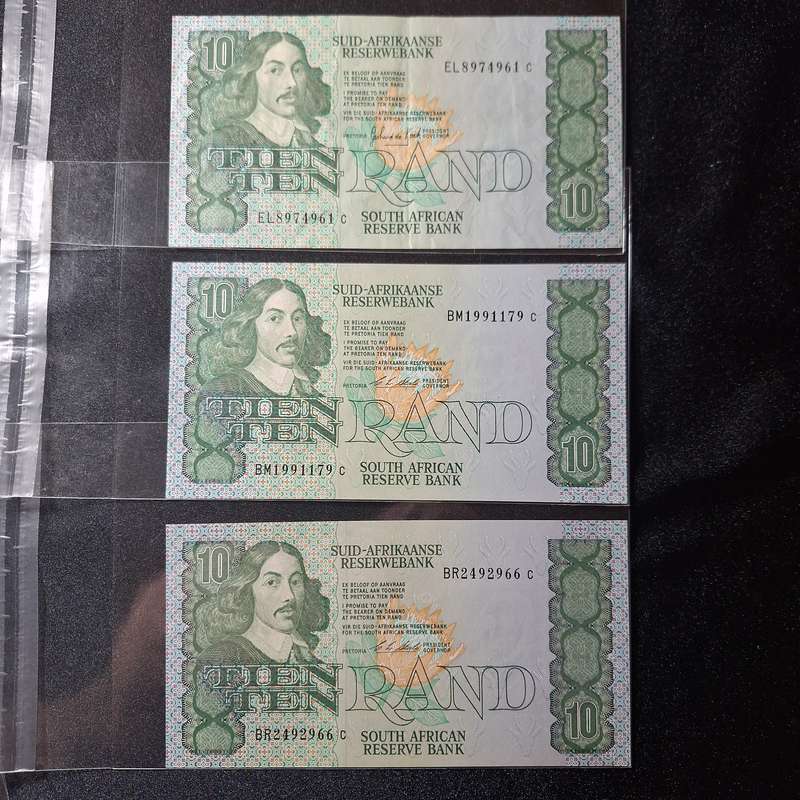 10
SUID-AFRIKAANSE
RESERWEBANK
EL8974961 C
EK BELOOF OP AANVRAAG
TE BETAAL AAN TOONDER
TE PRETORIA TIEN RAND
I PROMISE TO PAY
THE BEARER ON DEMAND
AT PRETORIA TEN RAND
VIR DIE SUID-AFRIKAANSE RESERWEBANK
FOR THE SOUTH AFRICAN RESERVE BANK
PRETORIA
PRESIDENT
GOVERNOR
TIEN
TEN RAND
10
EL8974961 C
SOUTH AFRICAN
RESERVE BANK
10
SUID-AFRIKAANSE
RESERWEBANK
BM1991179 C
EK BELOOF OP AANVRAAG
TE BETAAL AAN TOONDER
TE PRETORIA TIEN RAND
I PROMISE TO PAY
THE BEARER ON DEMAND
AT PRETORIA TEN RAND
VIR DIE SUID-AFRIKAANSE RESERWEBANK
FOR THE SOUTH AFRICAN RESERVE BANK
PRETORIA
PRESIDENT
GOVERNOR
TIEN
TEN RAND
10
BM1991179 C
SOUTH AFRICAN
RESERVE BANK
10
SUID-AFRIKAANSE
RESERWEBANK
BR2492966 C
EK BELOOF OP AANVRAAG
TE BETAAL AAN TOONDER
TE PRETORIA TIEN RAND
I PROMISE TO PAY
THE BEARER ON DEMAND
AT PRETORIA TEN RAND
VIR DIE SUID-AFRIKAANSE RESERWEBANK
FOR THE SOUTH AFRICAN RESERVE BANK
PRETORIA
PRESIDENT
GOVERNOR
TIEN
TEN RAND
10
BR2492966 C
SOUTH AFRICAN
RESERVE BANK